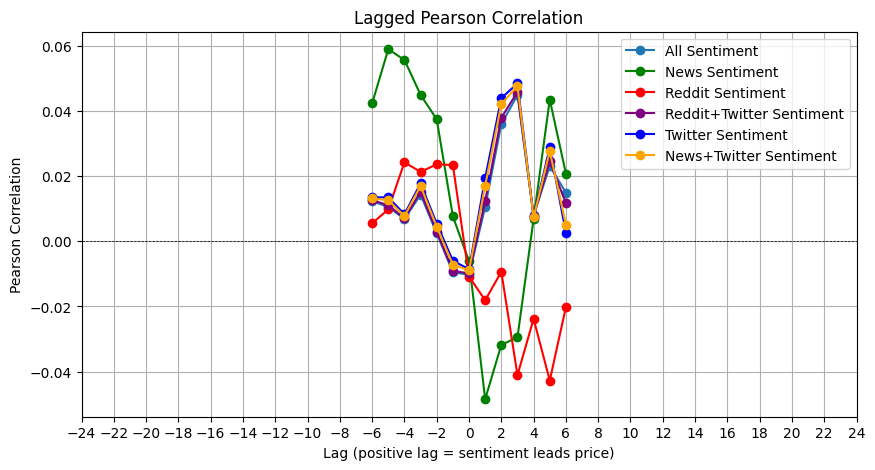 Lagged Pearson Correlation
All Sentiment
News Sentiment
Reddit Sentiment
Reddit+Twitter Sentiment
Twitter Sentiment
News+Twitter Sentiment
Pearson Correlation
0.06
0.04
0.02
0.00
−0.02
−0.04
−24 −22 −20 −18 −16 −14 −12 −10 −8 −6 −4 −2 0 2 4 6 8 10 12 14 16 18 20 22 24
Lag (positive lag = sentiment leads price)